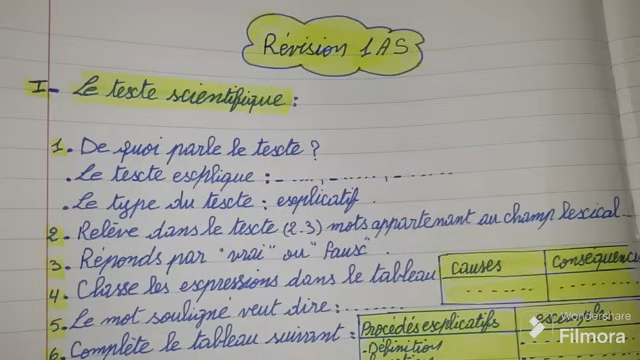 Révision 1AS
I- Le texte scientifique :
1. De quoi parle le texte ?
. Le texte explique : - ...., - ......, - .......
. Le type du texte : explicatif.
2. Relève dans le texte (2.3) mots appartenant au champ lexical...
3. Réponds par "vrai" ou "faux".
4. Classe les expressions dans le tableau
causes Conséquences
5. Le mot souligné veut dire : .......
6. Complète le tableau suivant :
Procédés explicatifs exemples
- Définition
Wondershare
Filmora